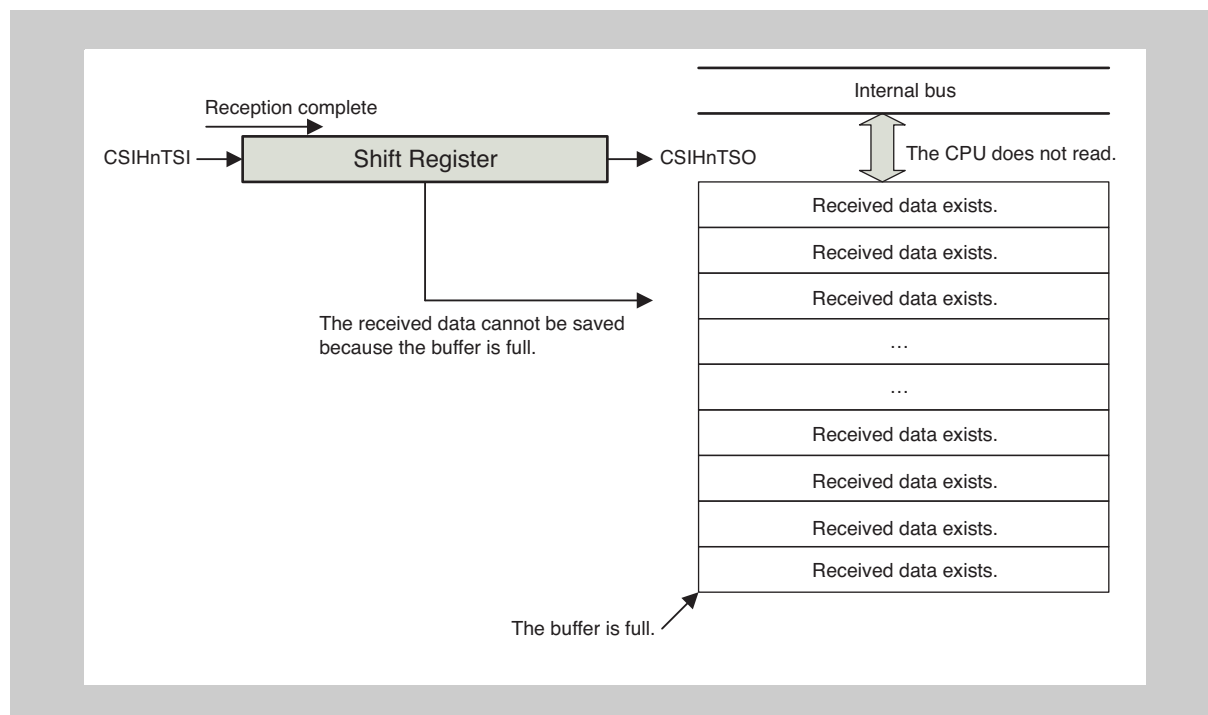 Reception complete
CSIHnTSI
Shift Register
CSIHnTSO
The received data cannot be saved
because the buffer is full.
Internal bus
The CPU does not read.
Received data exists.
Received data exists.
Received data exists.
…
…
Received data exists.
Received data exists.
Received data exists.
Received data exists.
The buffer is full.